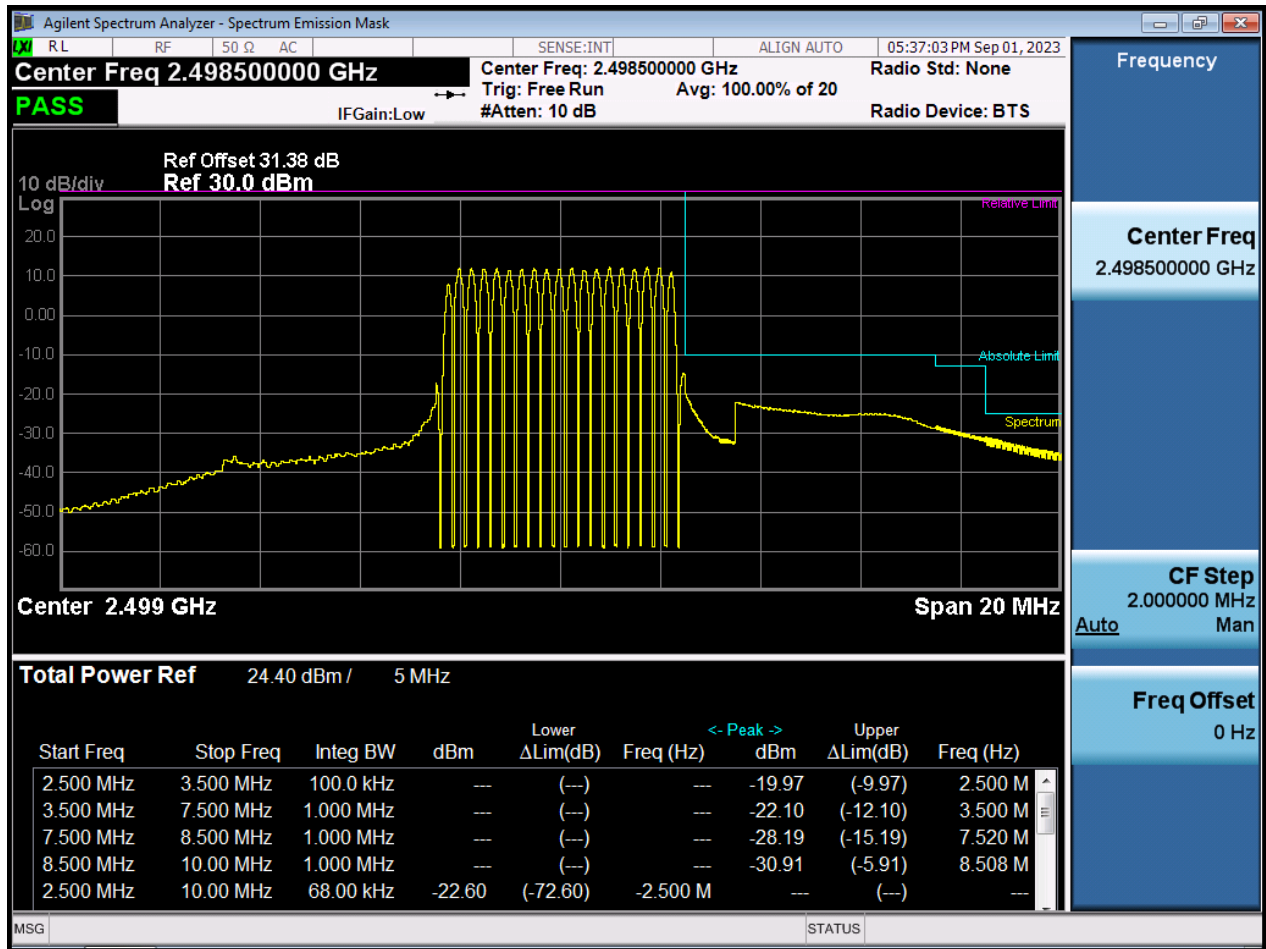 Agilent Spectrum Analyzer - Spectrum Emission Mask
LXI RL RF 50 Ω AC SENSE:INT ALIGN AUTO 05:37:03 PM Sep 01, 2023
Center Freq 2.498500000 GHz
PASS
IFGain:Low
Center Freq: 2.498500000 GHz
Trig: Free Run Avg: 100.00% of 20
#Atten: 10 dB
Radio Std: None
Radio Device: BTS
Ref Offset 31.38 dB
10 dB/div Ref 30.0 dBm
Log
Relative Limit
20.0
10.0
0.00
-10.0
Absolute Limit
-20.0
Spectrum
-30.0
-40.0
-50.0
-60.0
Center 2.499 GHz Span 20 MHz
Total Power Ref 24.40 dBm / 5 MHz
Lower <- Peak -> Upper
Start Freq Stop Freq Integ BW dBm ΔLim(dB) Freq (Hz) dBm ΔLim(dB) Freq (Hz)
2.500 MHz 3.500 MHz 100.0 kHz --- (---) --- -19.97 (-9.97) 2.500 M
3.500 MHz 7.500 MHz 1.000 MHz --- (---) --- -22.10 (-12.10) 3.500 M
7.500 MHz 8.500 MHz 1.000 MHz --- (---) --- -28.19 (-15.19) 7.520 M
8.500 MHz 10.00 MHz 1.000 MHz --- (---) --- -30.91 (-5.91) 8.508 M
2.500 MHz 10.00 MHz 68.00 kHz -22.60 (-72.60) -2.500 M --- (---) ---
MSG STATUS
Frequency
Center Freq
2.498500000 GHz
CF Step
2.000000 MHz
Auto Man
Freq Offset
0 Hz